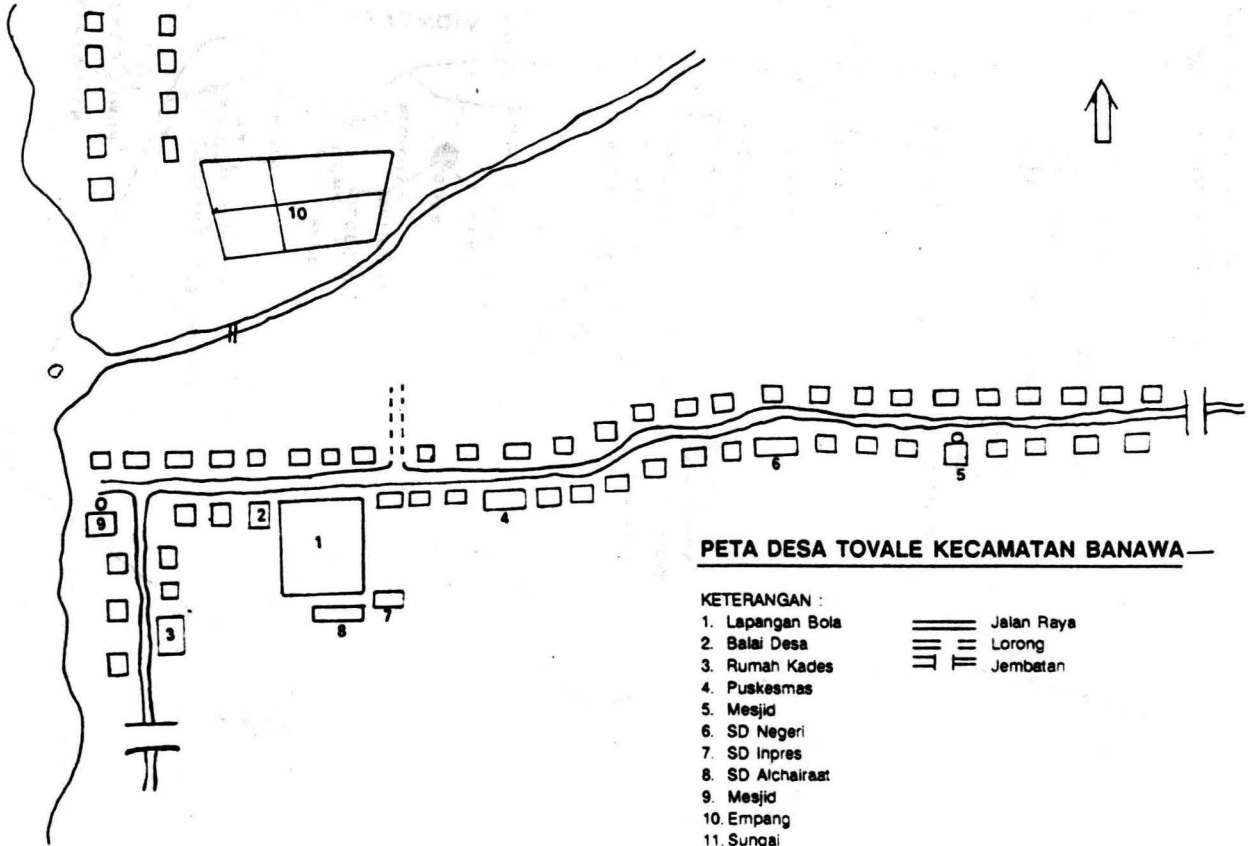 10
9
2
1
3
8
7
4
6
5
PETA DESA TOVALE KECAMATAN BANAWA
KETERANGAN :
1. Lapangan Bola
2. Balai Desa
3. Rumah Kades
4. Puskesmas
5. Mesjid
6. SD Negeri
7. SD Inpres
8. SD Alchairaat
9. Mesjid
10. Empang
11. Sungai
Jalan Raya
Lorong
Jembatan